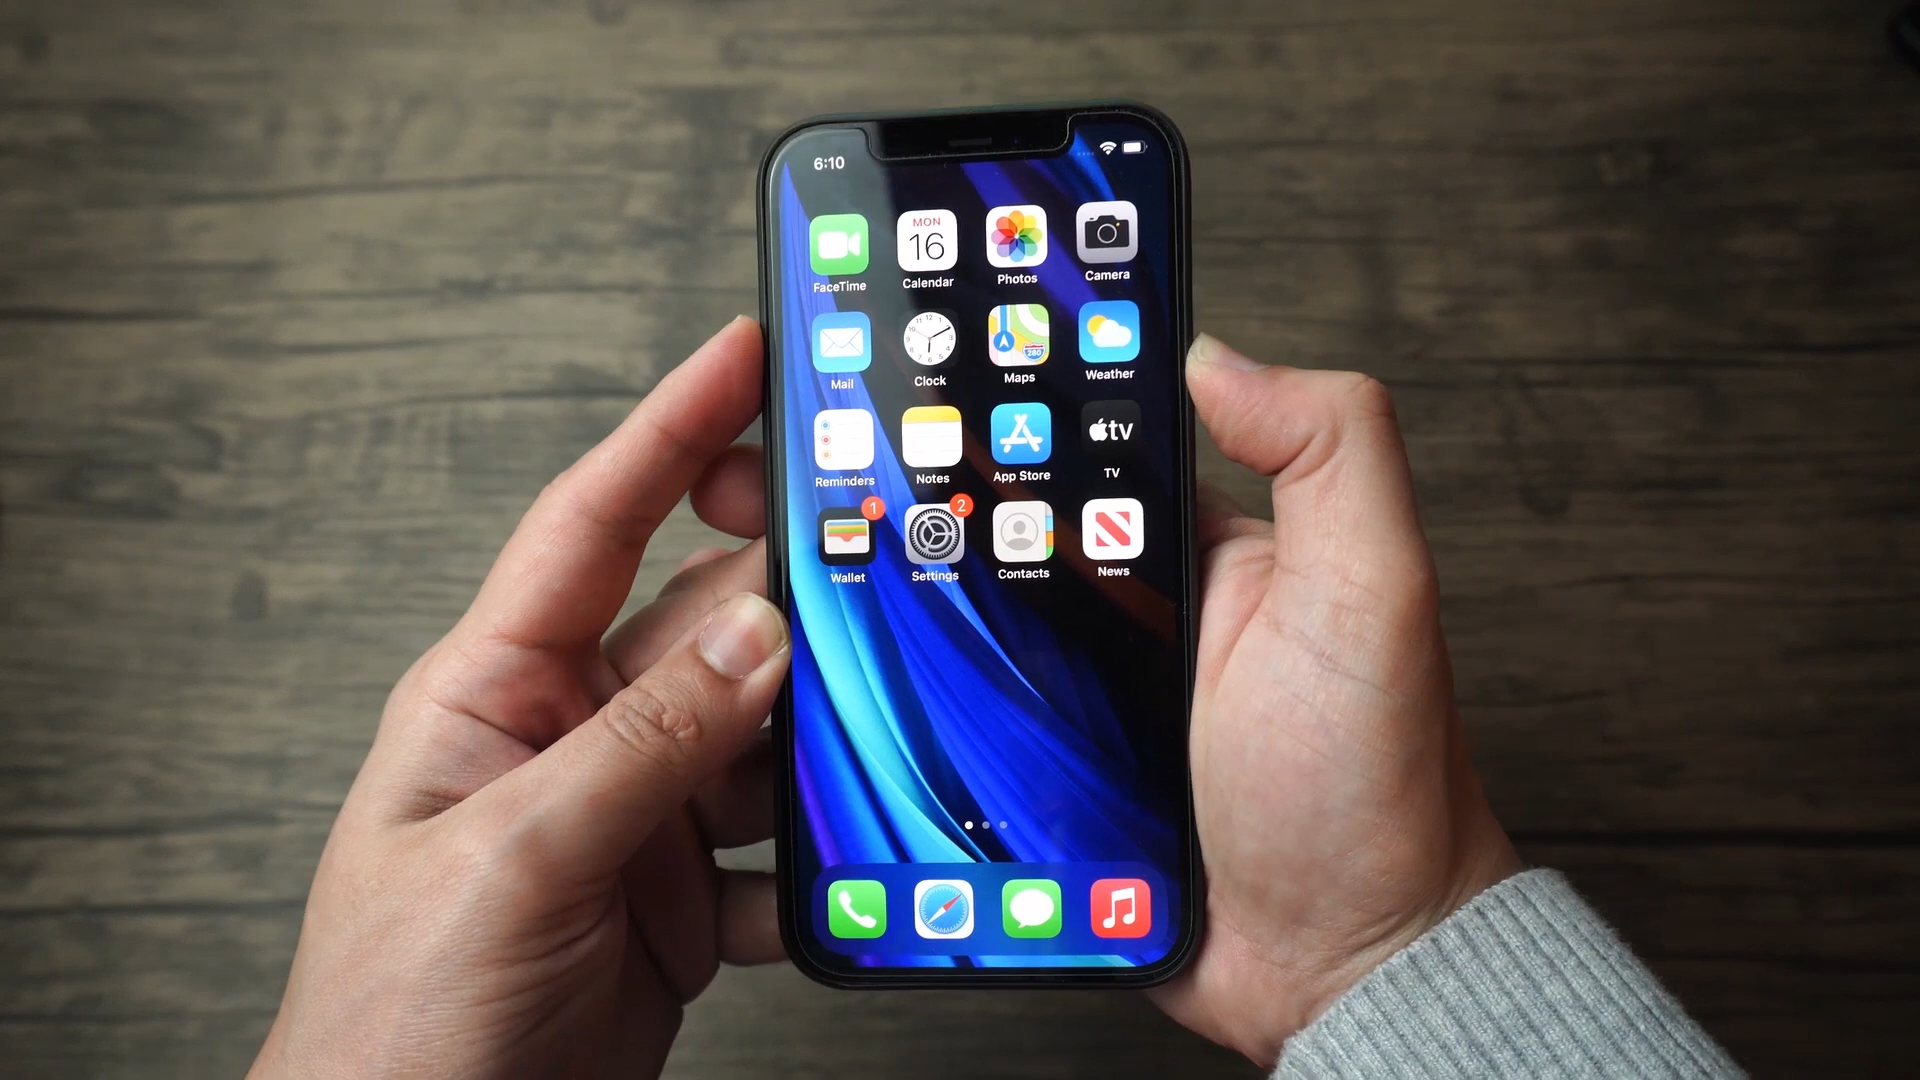 6:10
MON
16
FaceTime
Calendar
Photos
Camera
Mail
Clock
Maps
280
Weather
Reminders
Notes
App Store
tv
TV
1
2
Wallet
Settings
Contacts
News